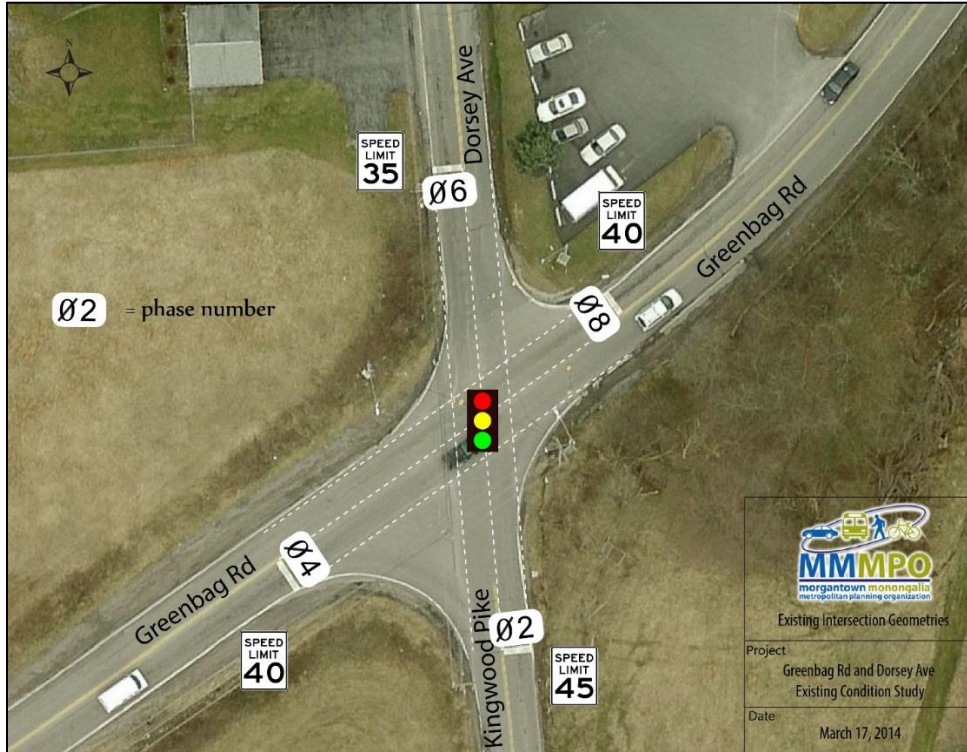 N
Dorsey Ave
SPEED
LIMIT
35
Ø6
SPEED
LIMIT
40
Greenbag Rd
Ø2 = phase number
Ø8
Ø4
Greenbag Rd
SPEED
LIMIT
40
Kingwood Pike
Ø2
SPEED
LIMIT
45
MMMPO
morgantown monongalia
metropolitan planning organization
Existing Intersection Geometries
Project
Greenbag Rd and Dorsey Ave
Existing Condition Study
Date
March 17, 2014